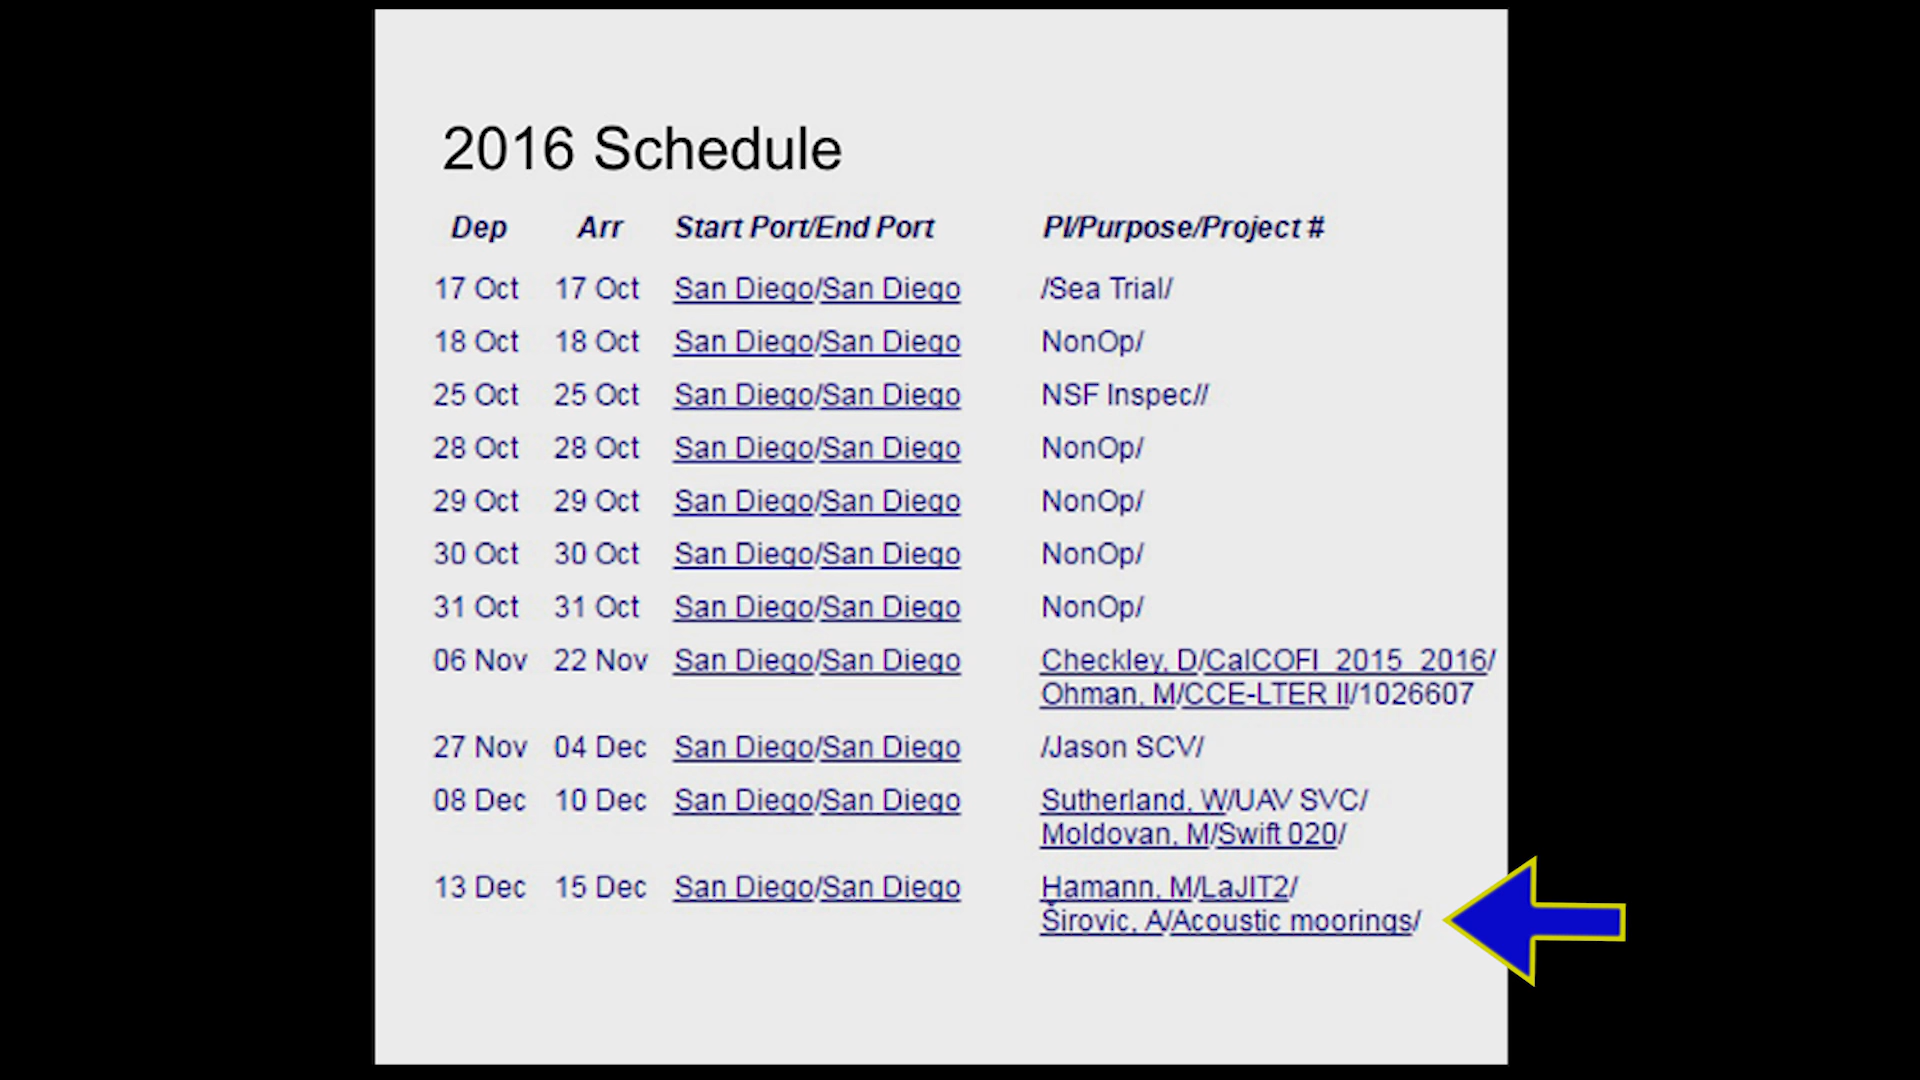 2016 Schedule
Dep Arr Start Port/End Port PI/Purpose/Project #
17 Oct 17 Oct San Diego/San Diego /Sea Trial/
18 Oct 18 Oct San Diego/San Diego NonOp/
25 Oct 25 Oct San Diego/San Diego NSF Inspec//
28 Oct 28 Oct San Diego/San Diego NonOp/
29 Oct 29 Oct San Diego/San Diego NonOp/
30 Oct 30 Oct San Diego/San Diego NonOp/
31 Oct 31 Oct San Diego/San Diego NonOp/
06 Nov 22 Nov San Diego/San Diego Checkley, D/CalCOFI_2015_2016/
Ohman, M/CCE-LTER II/1026607
27 Nov 04 Dec San Diego/San Diego /Jason SCV/
08 Dec 10 Dec San Diego/San Diego Sutherland, W/UAV SVC/
Moldovan, M/Swift 020/
13 Dec 15 Dec San Diego/San Diego Hamann, M/LaJIT2/
Širovic, A/Acoustic moorings/